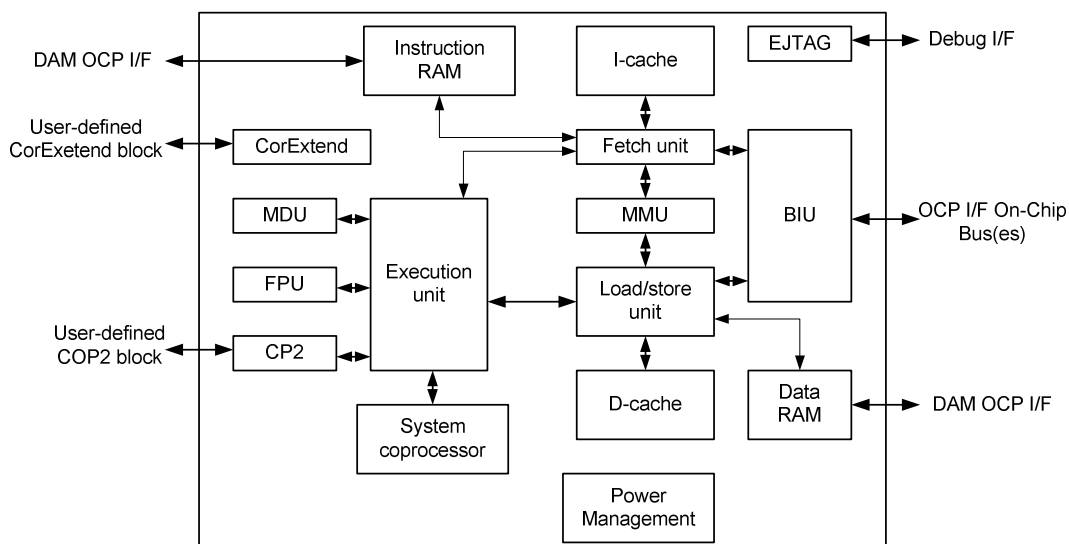 DAM OCP I/F
Instruction
RAM
I-cache
EJTAG
Debug I/F
User-defined
CorExetend block
CorExtend
Fetch unit
MDU
MMU
BIU
OCP I/F On-Chip
Bus(es)
Execution
unit
FPU
Load/store
unit
User-defined
COP2 block
CP2
D-cache
Data
RAM
DAM OCP I/F
System
coprocessor
Power
Management